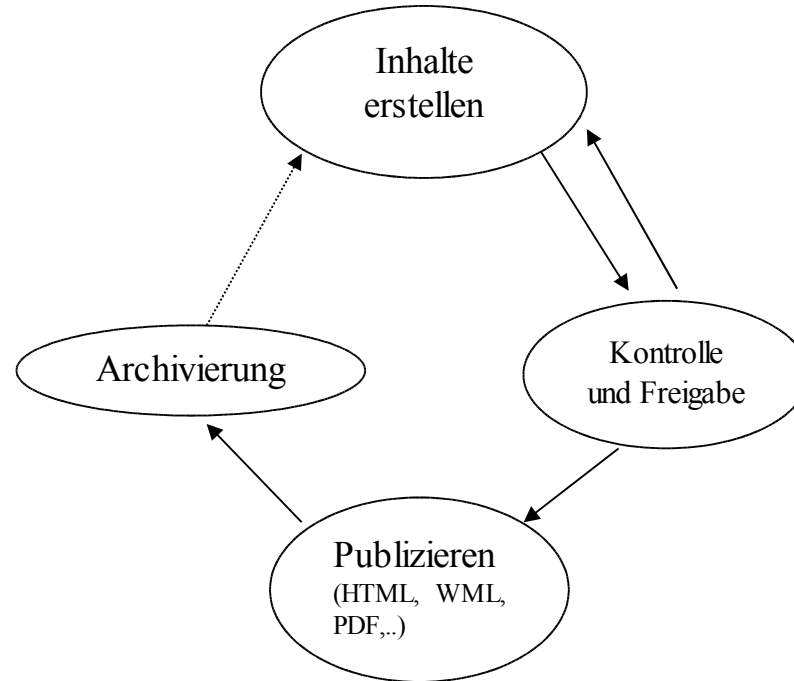 Inhalte
erstellen
Kontrolle
und Freigabe
Archivierung
Publizieren
(HTML, WML,
PDF,..)